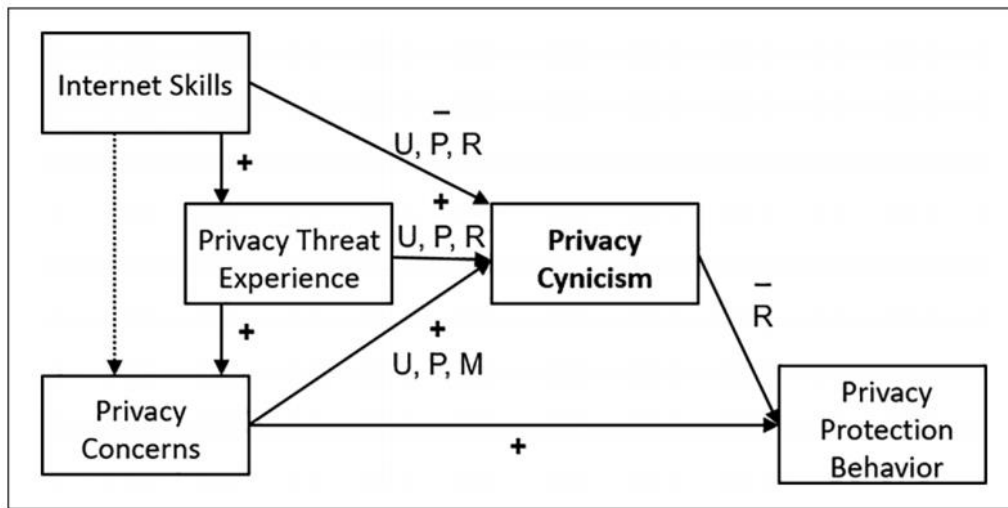 Internet Skills
–
U, P, R
+
+
Privacy Threat
Experience
U, P, R
Privacy
Cynicism
–
R
+
+
U, P, M
Privacy
Concerns
+
Privacy
Protection
Behavior